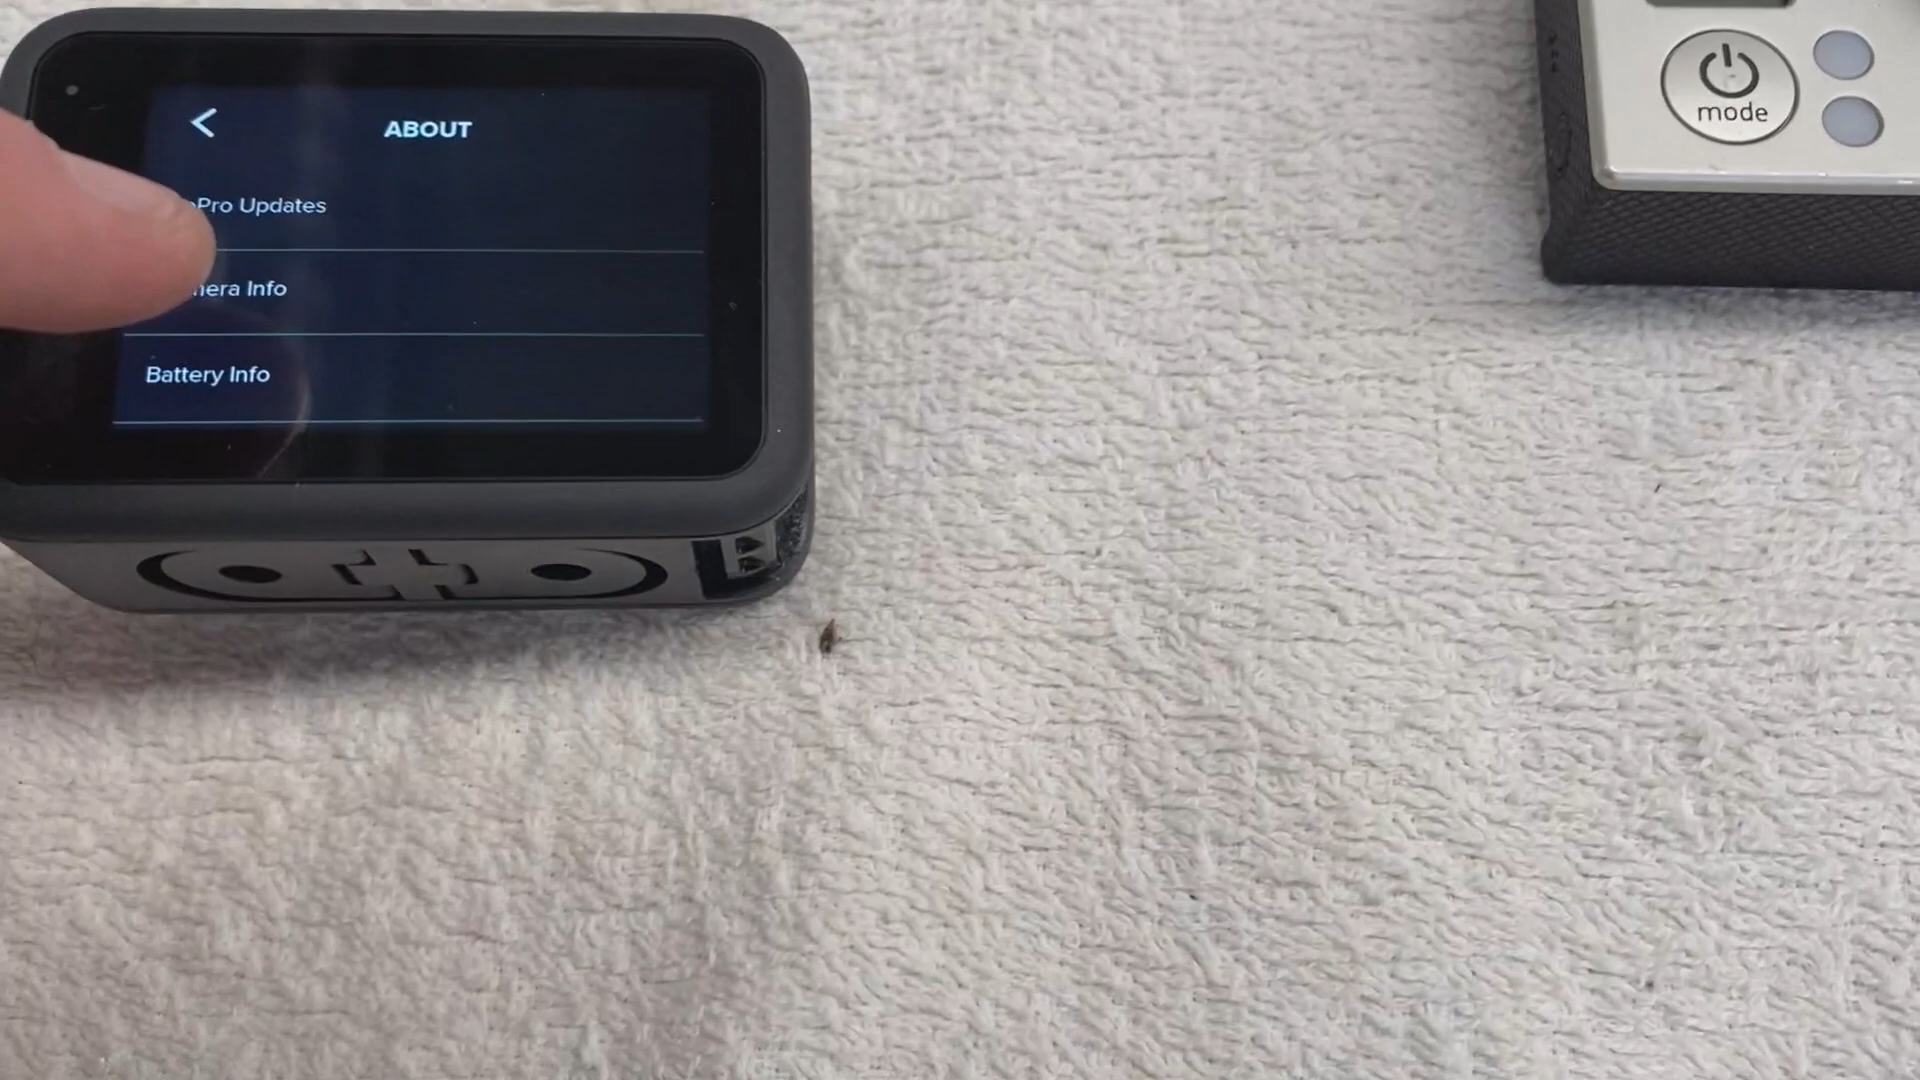 ABOUT
Pro Updates
era Info
Battery Info
mode